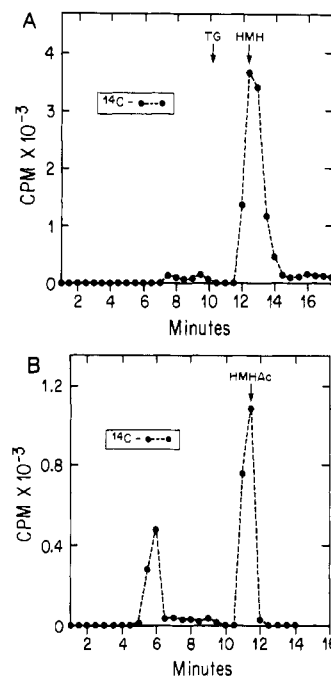 A
TG HMH
¹⁴C - ●---●
CPM X 10⁻³
4
3
2
1
0
2 4 6 8 10 12 14 16
Minutes
B
HMHAc
¹⁴C - ●---●
CPM X 10⁻³
1.2
0.8
0.4
0
2 4 6 8 10 12 14 16
Minutes